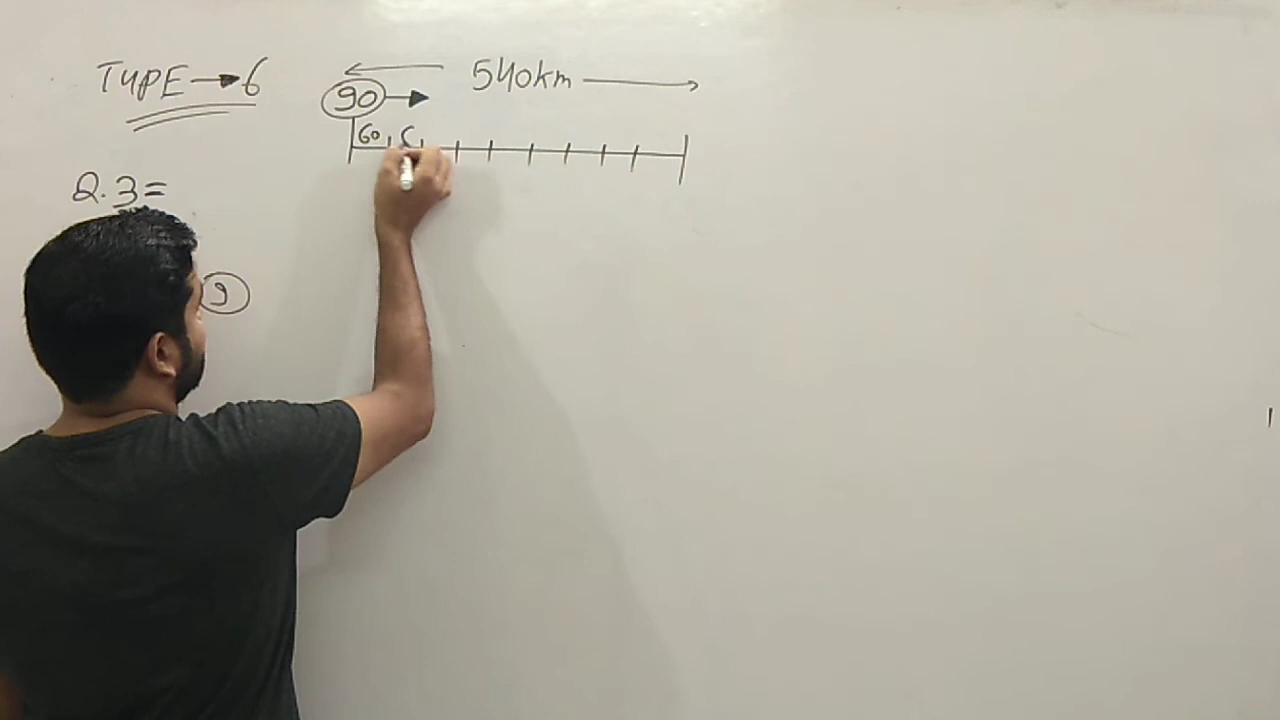 TYPE → 6
540km
90 →
60
Q.3 =
9